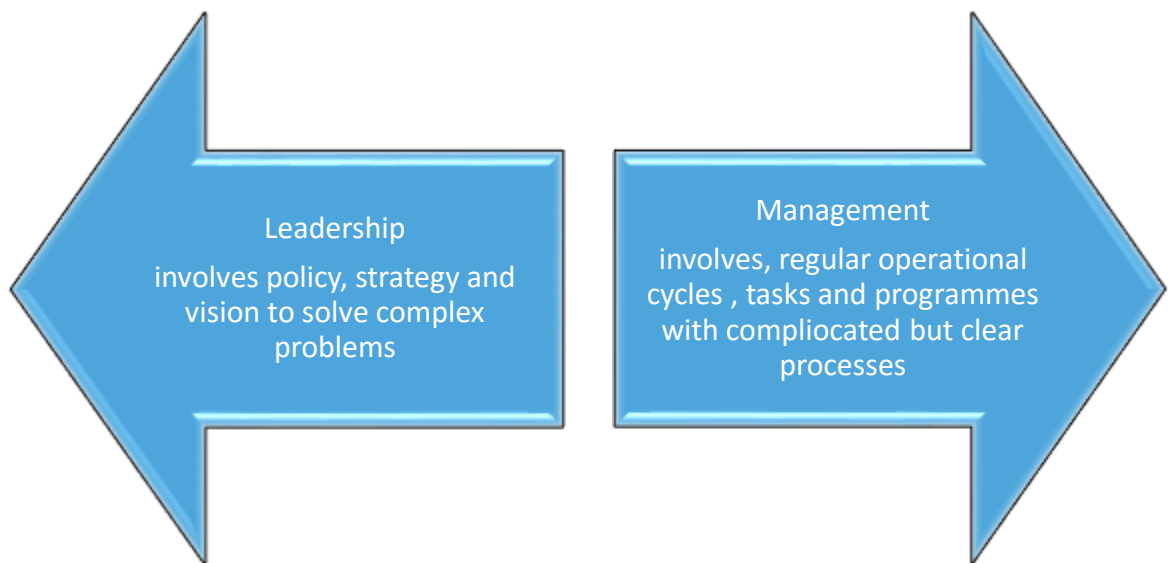 Leadership
involves policy, strategy and
vision to solve complex
problems
Management
involves, regular operational
cycles , tasks and programmes
with compliocated but clear
processes